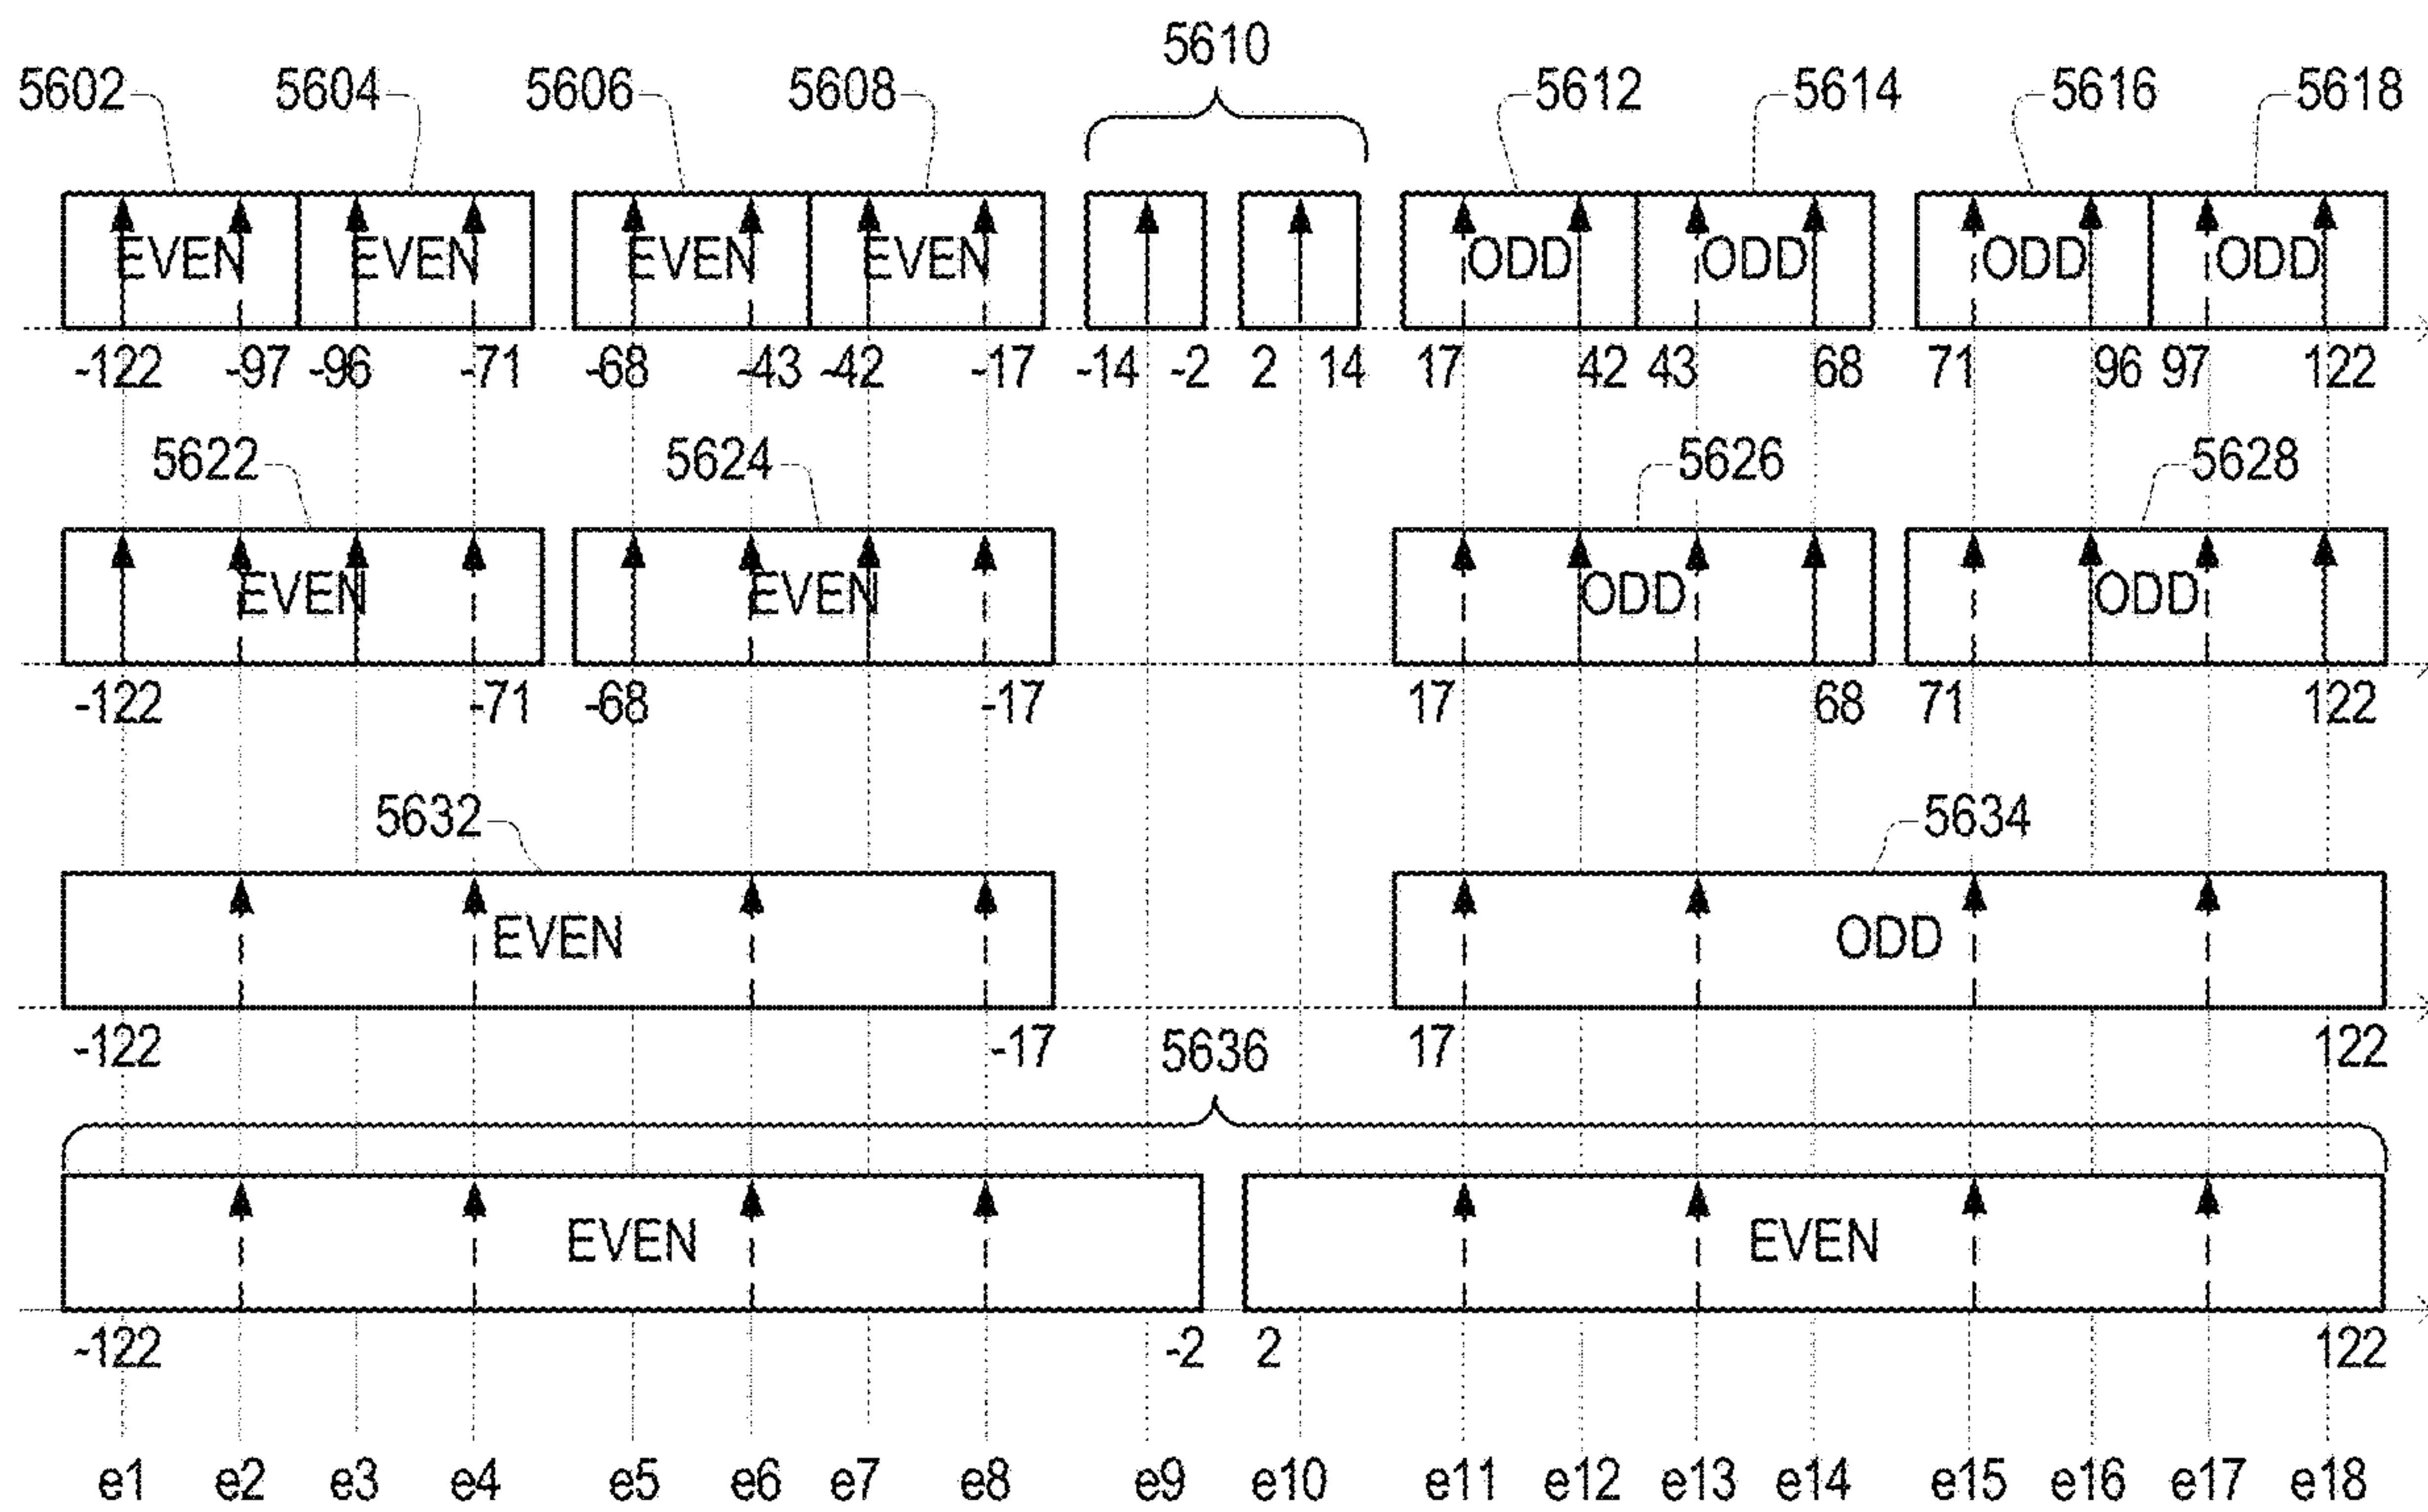 5610
5602 5604 5606 5608 5612 5614 5616 5618
EVEN EVEN EVEN EVEN ODD ODD ODD ODD
-122 -97 -96 -71 -68 -43 -42 -17 -14 -2 2 14 17 42 43 68 71 96 97 122
5622 5624 5626 5628
EVEN EVEN ODD ODD
-122 -71 -68 -17 17 68 71 122
5632 5634
EVEN ODD
-122 -17 17 122
5636
EVEN EVEN
-122 -2 2 122
e1 e2 e3 e4 e5 e6 e7 e8 e9 e10 e11 e12 e13 e14 e15 e16 e17 e18